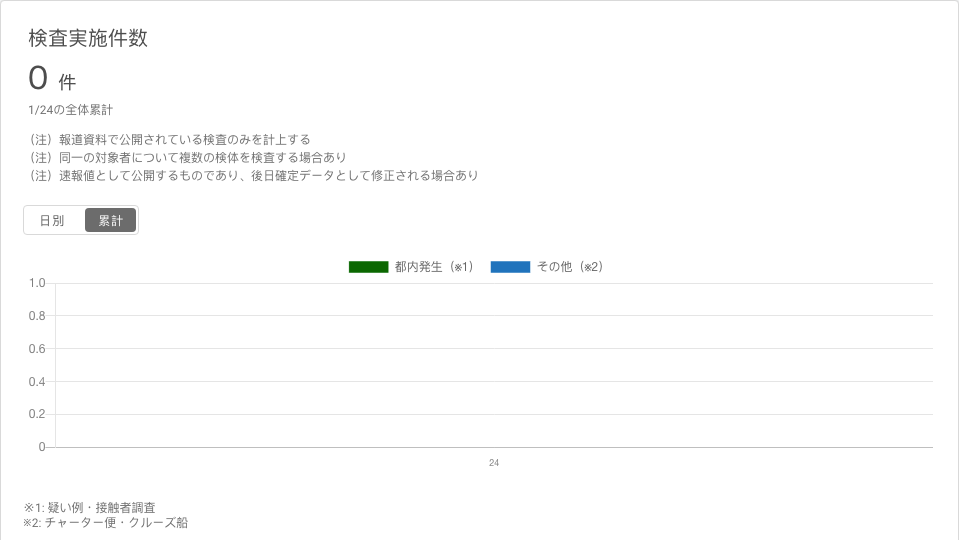 検査実施件数
0 件
1/24の全体累計
（注）報道資料で公開されている検査のみを計上する
（注）同一の対象者について複数の検体を検査する場合あり
（注）速報値として公開するものであり、後日確定データとして修正される場合あり
日別 累計
都内発生（※1） その他（※2）
1.0
0.8
0.6
0.4
0.2
0
24
※1: 疑い例・接触者調査
※2: チャーター便・クルーズ船